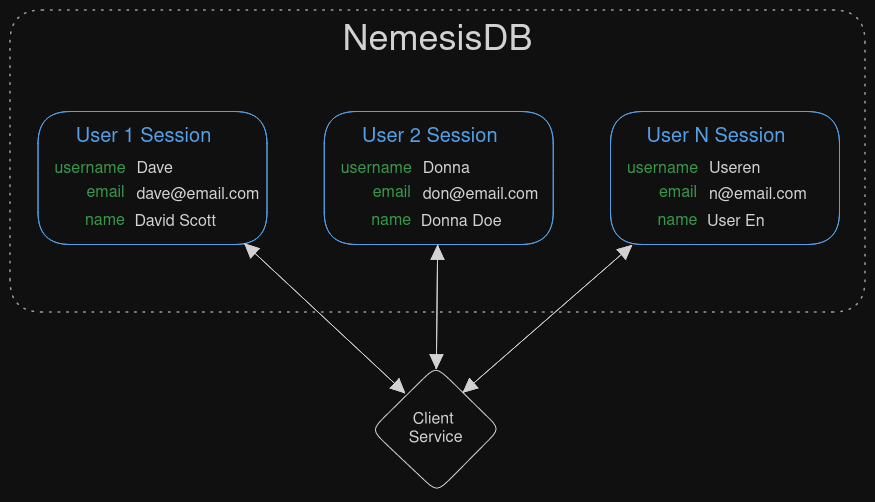 NemesisDB
User 1 Session
username Dave
email dave@email.com
name David Scott
User 2 Session
username Donna
email don@email.com
name Donna Doe
User N Session
username Useren
email n@email.com
name User En
Client
Service